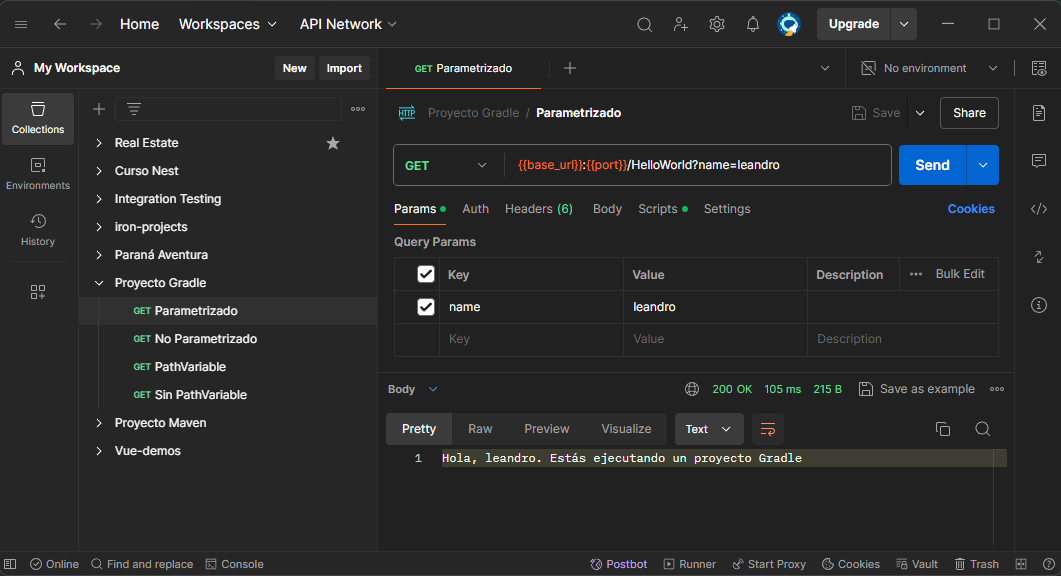 Home Workspaces API Network Upgrade
My Workspace New Import GET Parametrizado No environment
Collections
Environments
History
Real Estate
Curso Nest
Integration Testing
iron-projects
Paraná Aventura
Proyecto Gradle
GET Parametrizado
GET No Parametrizado
GET PathVariable
GET Sin PathVariable
Proyecto Maven
Vue-demos
HTTP Proyecto Gradle / Parametrizado Save Share
GET {{base_url}}:{{port}}/HelloWorld?name=leandro Send
Params Auth Headers (6) Body Scripts Settings Cookies
Query Params
Key Value Description Bulk Edit
name leandro
Key Value Description
Body 200 OK 105 ms 215 B Save as example
Pretty Raw Preview Visualize Text
1 Hola, leandro. Estás ejecutando un proyecto Gradle
Online Find and replace Console Postbot Runner Start Proxy Cookies Vault Trash